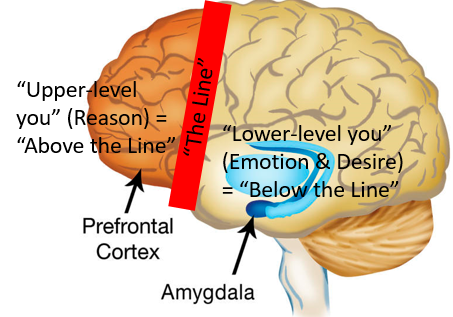 “Upper-level
you” (Reason) =
“Above the Line”
“The Line”
“Lower-level you”
(Emotion & Desire)
= “Below the Line”
Prefrontal
Cortex
Amygdala